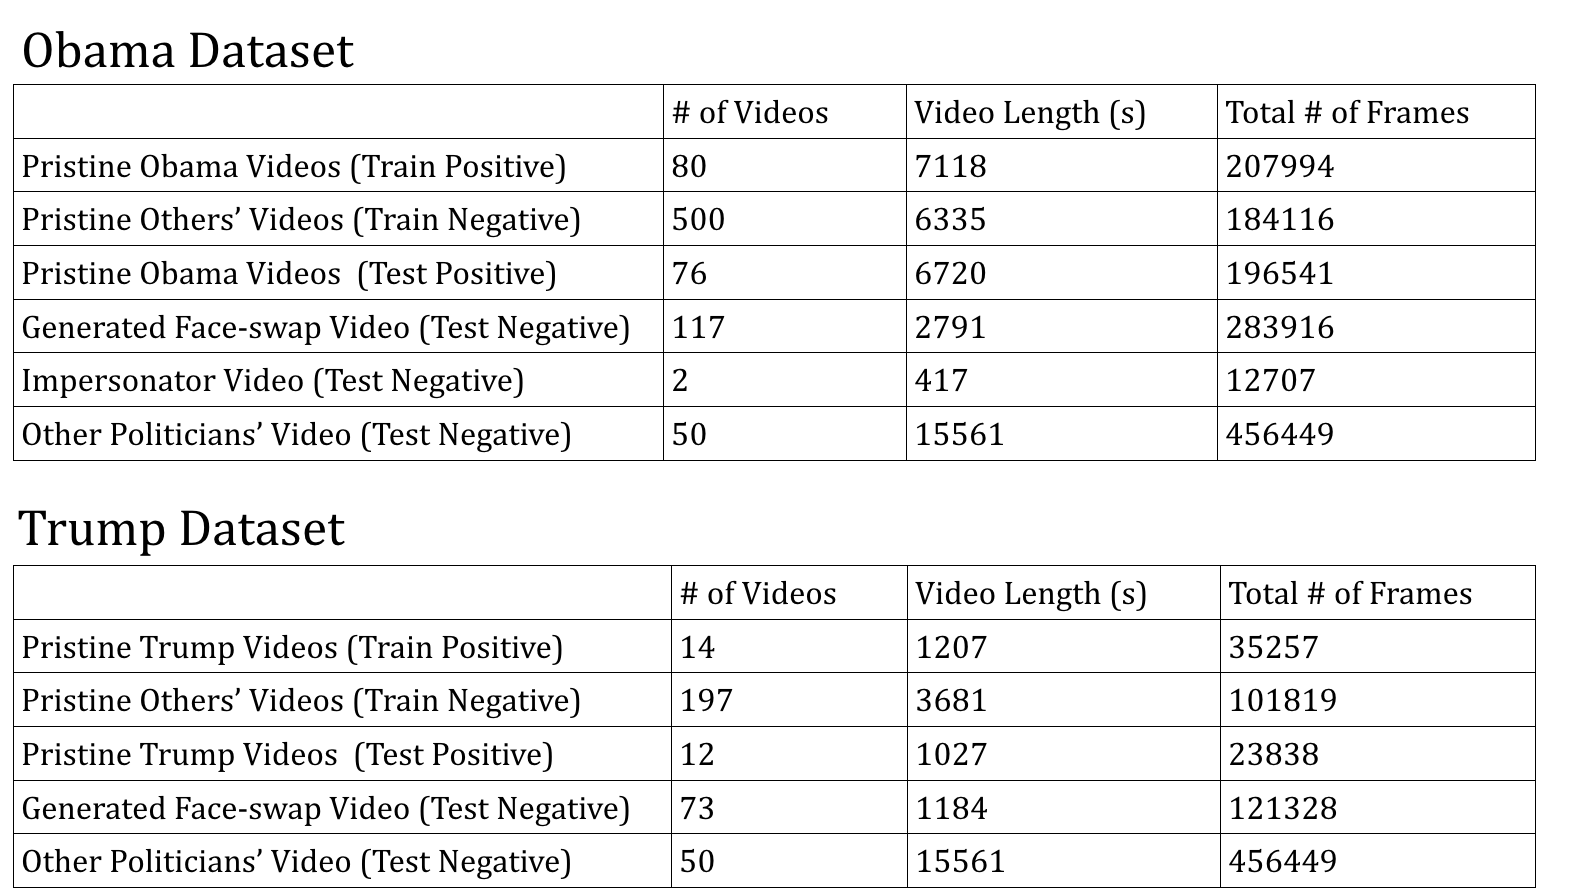 Obama Dataset
# of Videos Video Length (s) Total # of Frames
Pristine Obama Videos (Train Positive) 80 7118 207994
Pristine Others’ Videos (Train Negative) 500 6335 184116
Pristine Obama Videos  (Test Positive) 76 6720 196541
Generated Face-swap Video (Test Negative) 117 2791 283916
Impersonator Video (Test Negative) 2 417 12707
Other Politicians’ Video (Test Negative) 50 15561 456449
Trump Dataset
# of Videos Video Length (s) Total # of Frames
Pristine Trump Videos (Train Positive) 14 1207 35257
Pristine Others’ Videos (Train Negative) 197 3681 101819
Pristine Trump Videos  (Test Positive) 12 1027 23838
Generated Face-swap Video (Test Negative) 73 1184 121328
Other Politicians’ Video (Test Negative) 50 15561 456449